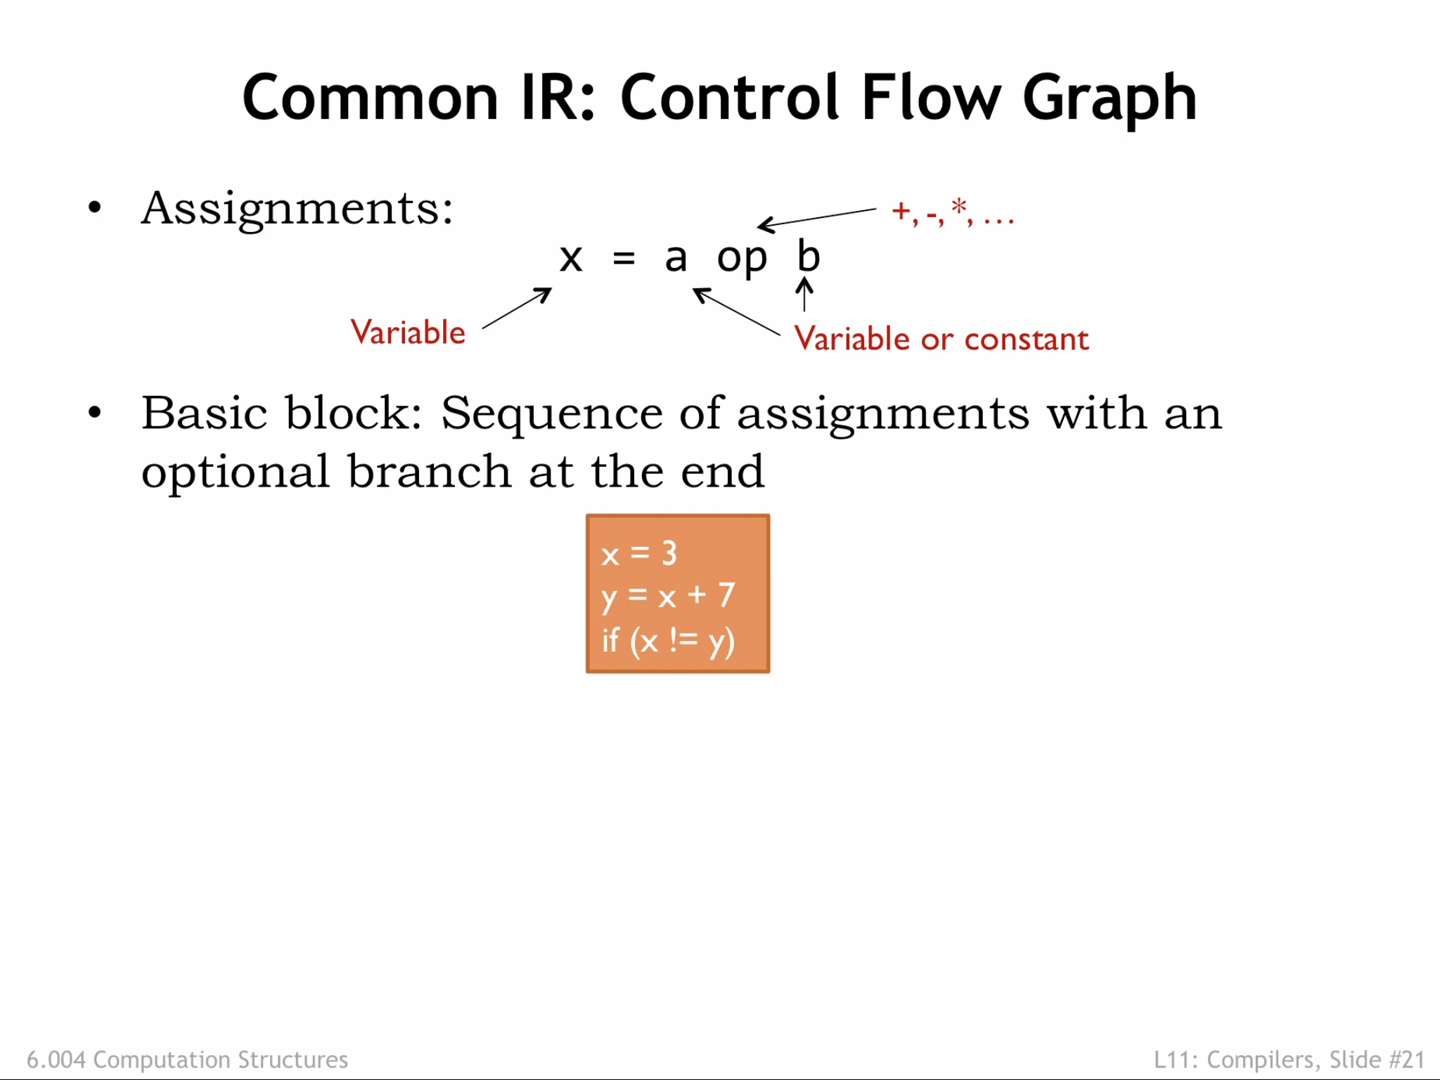 Common IR: Control Flow Graph
• Assignments:
+, -, *, …
x = a op b
Variable
Variable or constant
• Basic block: Sequence of assignments with an
optional branch at the end
x = 3
y = x + 7
if (x != y)
6.004 Computation Structures
L11: Compilers, Slide #21